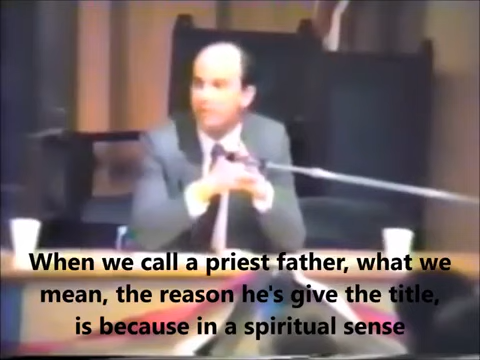 When we call a priest father, what we
mean, the reason he's give the title,
is because in a spiritual sense